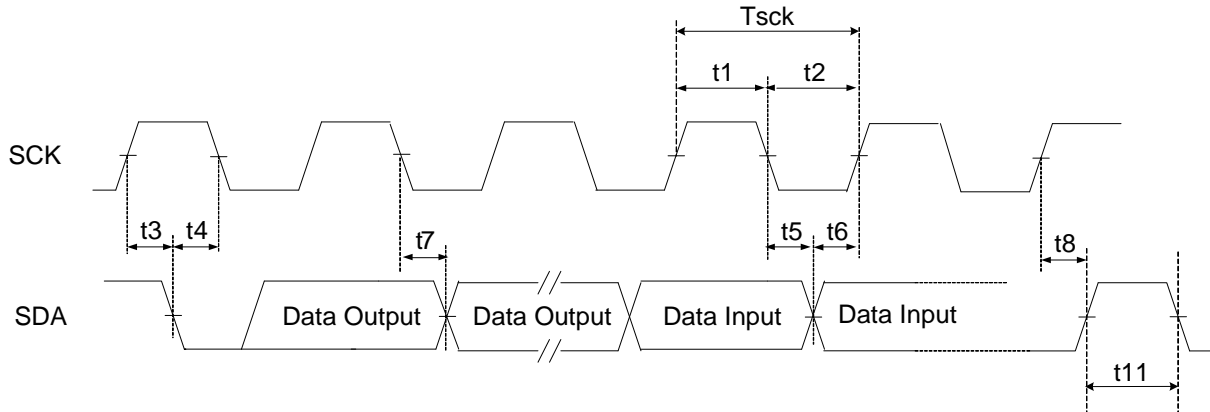 Tsck
t1 t2
SCK
t3 t4 t7 t5 t6 t8
SDA Data Output Data Output Data Input Data Input
t11